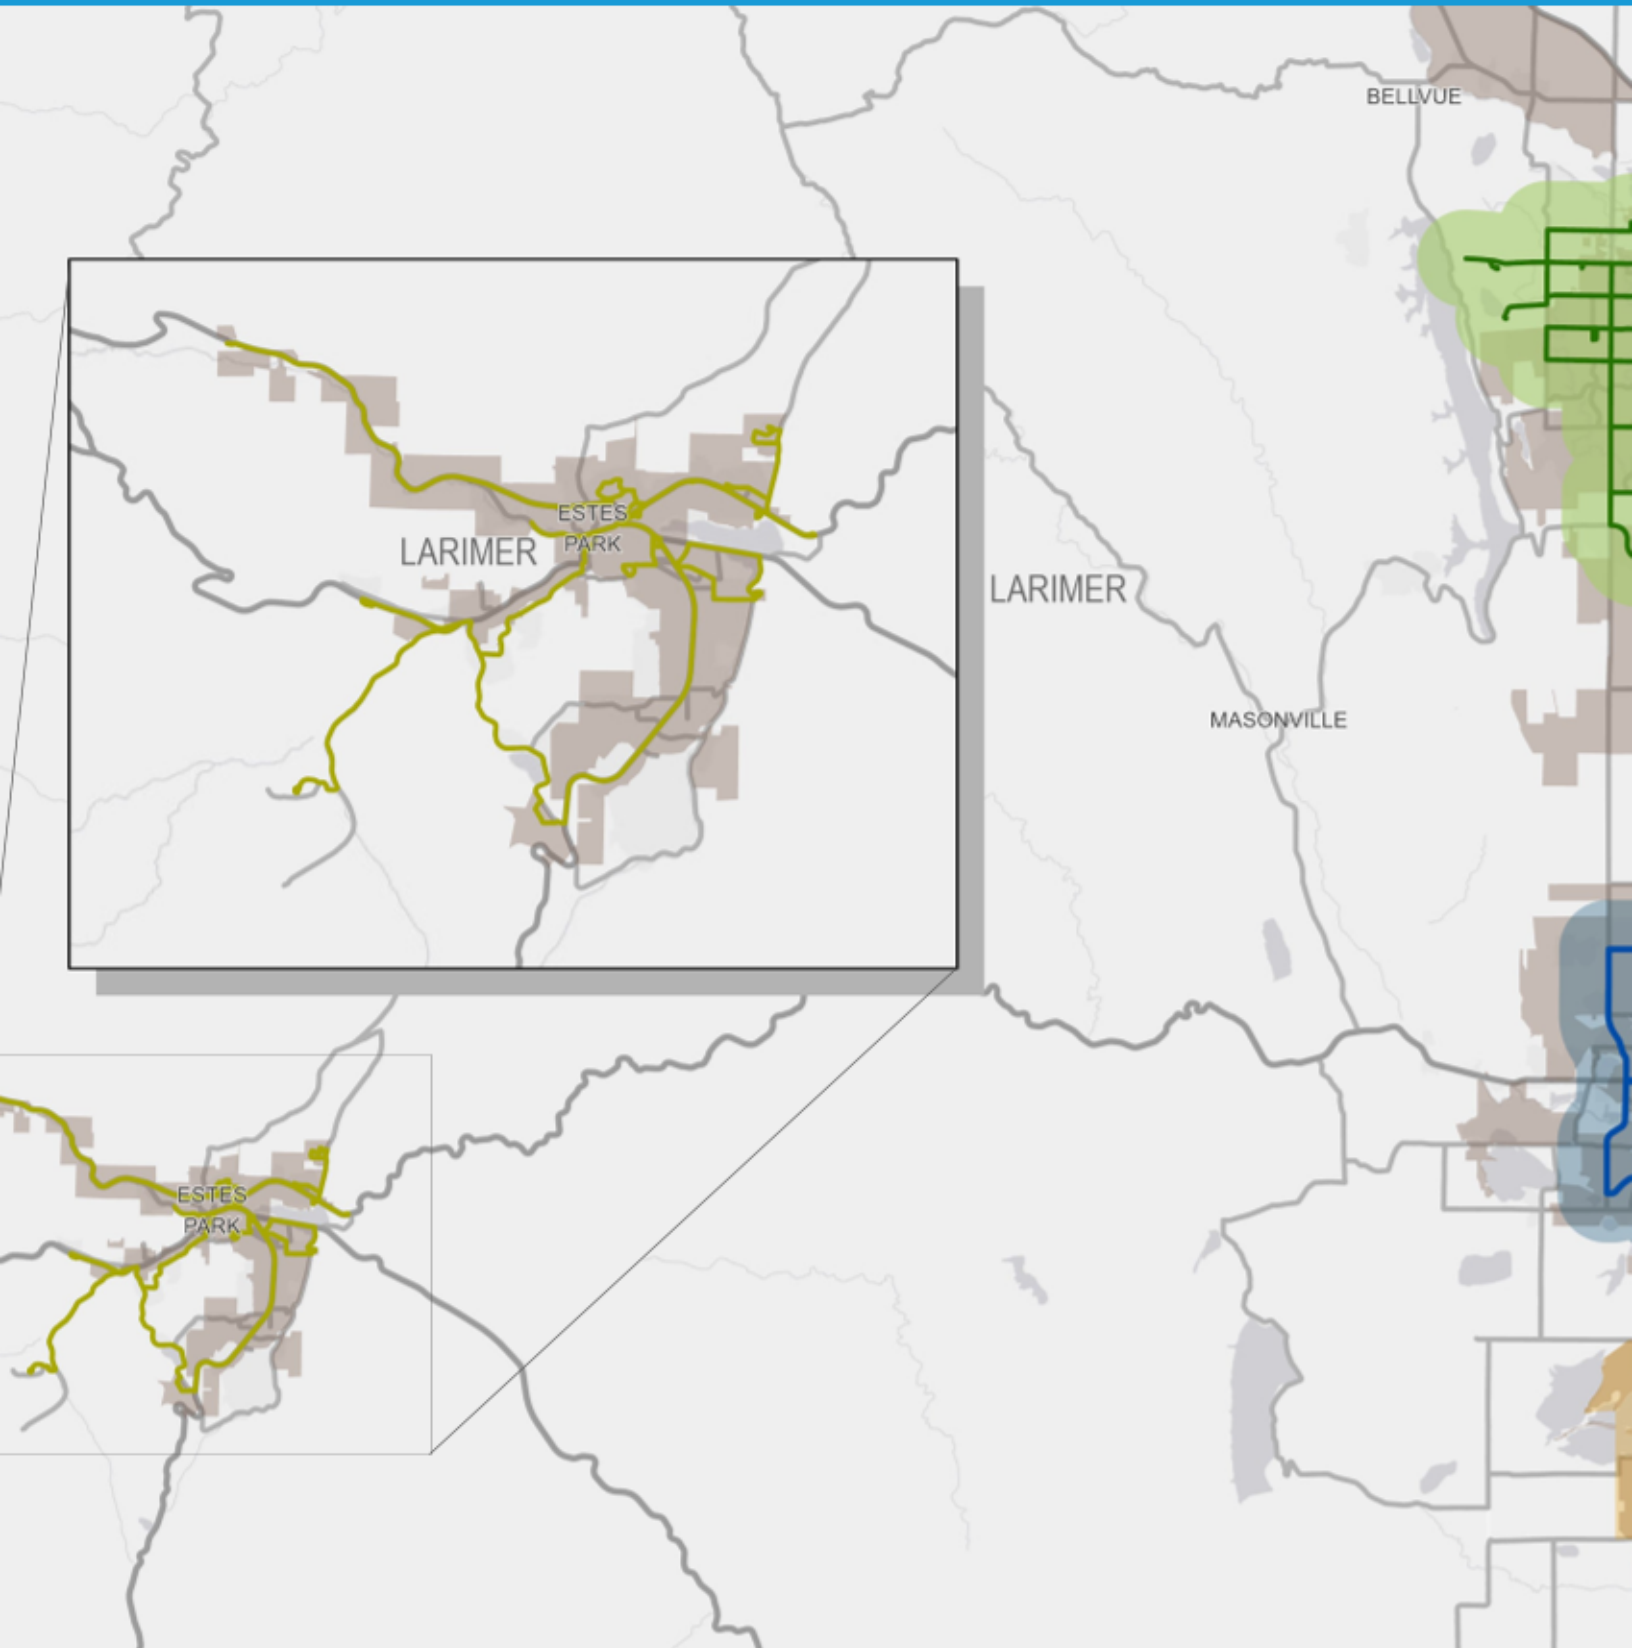 BELLVUE
ESTES
PARK
LARIMER
LARIMER
MASONVILLE
ESTES
PARK